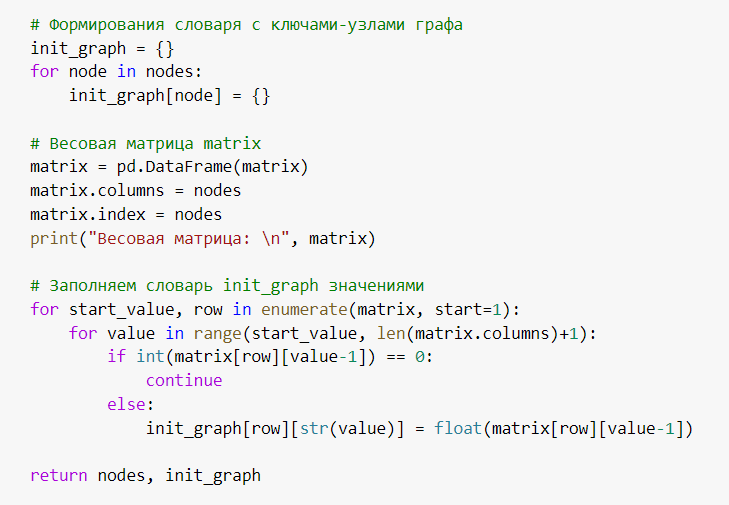 # Формирования словаря с ключами-узлами графа
init_graph = {}
for node in nodes:
    init_graph[node] = {}

# Весовая матрица matrix
matrix = pd.DataFrame(matrix)
matrix.columns = nodes
matrix.index = nodes
print("Весовая матрица: \n", matrix)

# Заполняем словарь init_graph значениями
for start_value, row in enumerate(matrix, start=1):
    for value in range(start_value, len(matrix.columns)+1):
        if int(matrix[row][value-1]) == 0:
            continue
        else:
            init_graph[row][str(value)] = float(matrix[row][value-1])

return nodes, init_graph